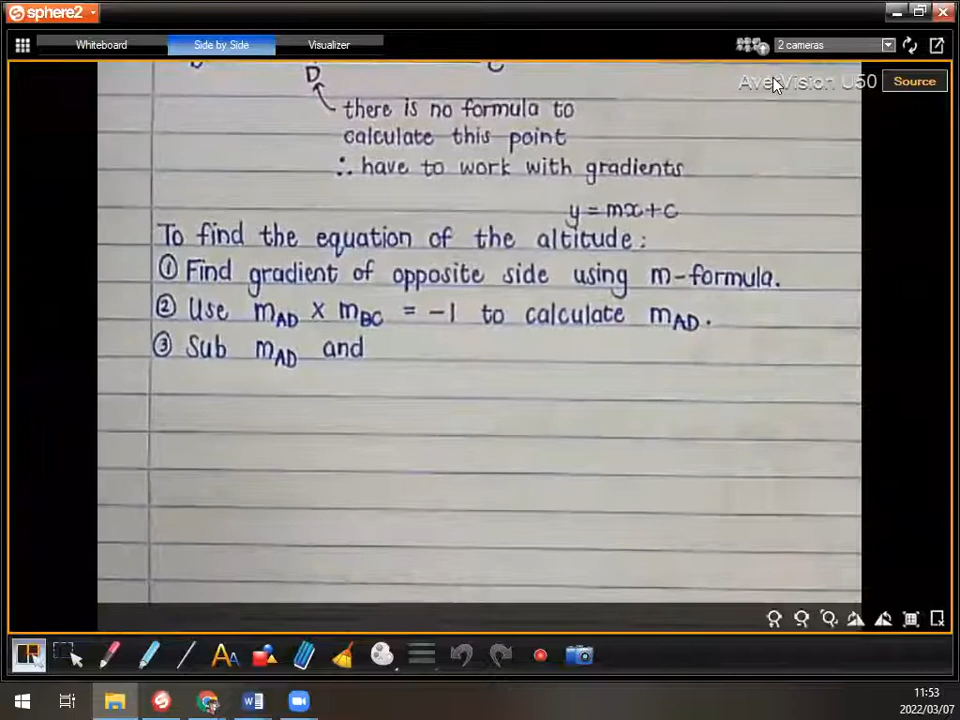 sphere2
Whiteboard
Side by Side
Visualizer
2 cameras
AverVision U50
Source
D
there is no formula to
calculate this point
∴ have to work with gradients
y = mx + c
To find the equation of the altitude:
① Find gradient of opposite side using m-formula.
② Use mAD × mBC = -1 to calculate mAD.
③ Sub mAD and
11:53
2022/03/07